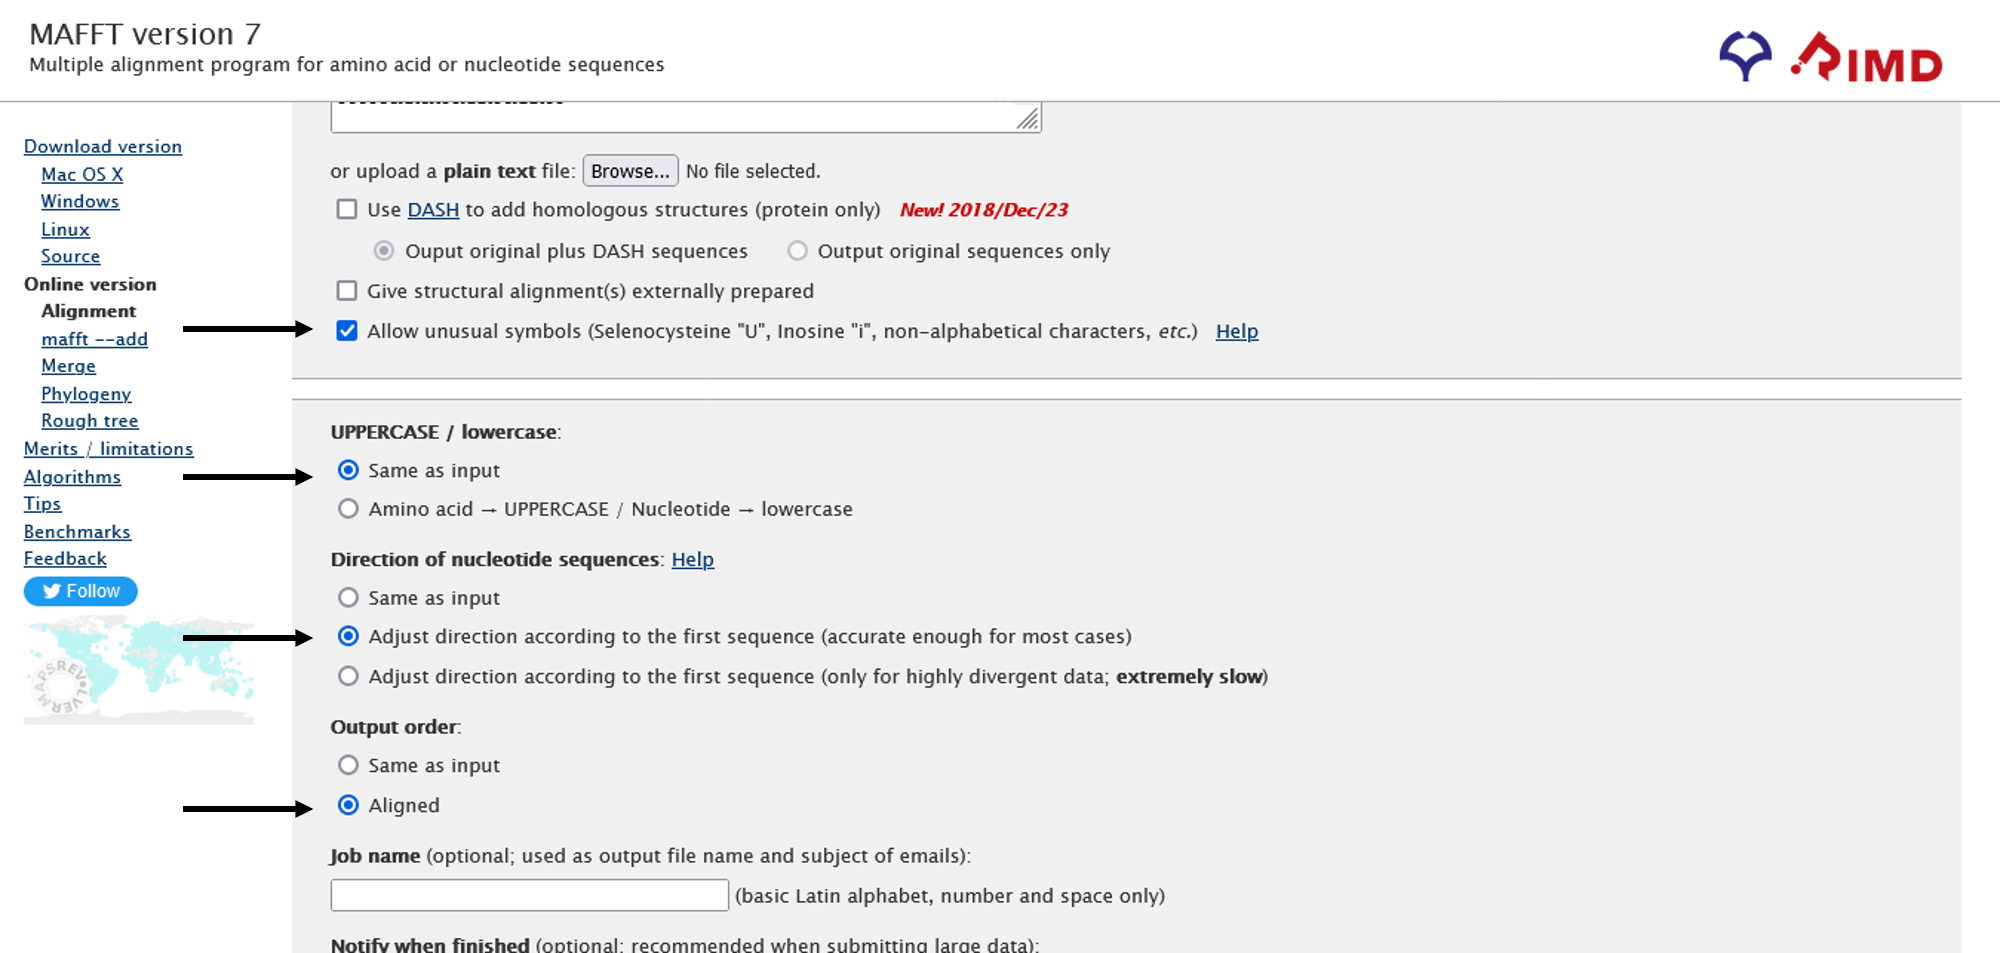 MAFFT version 7
Multiple alignment program for amino acid or nucleotide sequences
RIMD
Download version
Mac OS X
Windows
Linux
Source
Online version
Alignment
mafft --add
Merge
Phylogeny
Rough tree
Merits / limitations
Algorithms
Tips
Benchmarks
Feedback
Follow
MAPS REVOLVER
or upload a plain text file: Browse... No file selected.
Use DASH to add homologous structures (protein only) New! 2018/Dec/23
Ouput original plus DASH sequences Output original sequences only
Give structural alignment(s) externally prepared
Allow unusual symbols (Selenocysteine "U", Inosine "i", non-alphabetical characters, etc.) Help
UPPERCASE / lowercase:
Same as input
Amino acid → UPPERCASE / Nucleotide → lowercase
Direction of nucleotide sequences: Help
Same as input
Adjust direction according to the first sequence (accurate enough for most cases)
Adjust direction according to the first sequence (only for highly divergent data; extremely slow)
Output order:
Same as input
Aligned
Job name (optional; used as output file name and subject of emails):
(basic Latin alphabet, number and space only)
Notify when finished (optional; recommended when submitting large data):